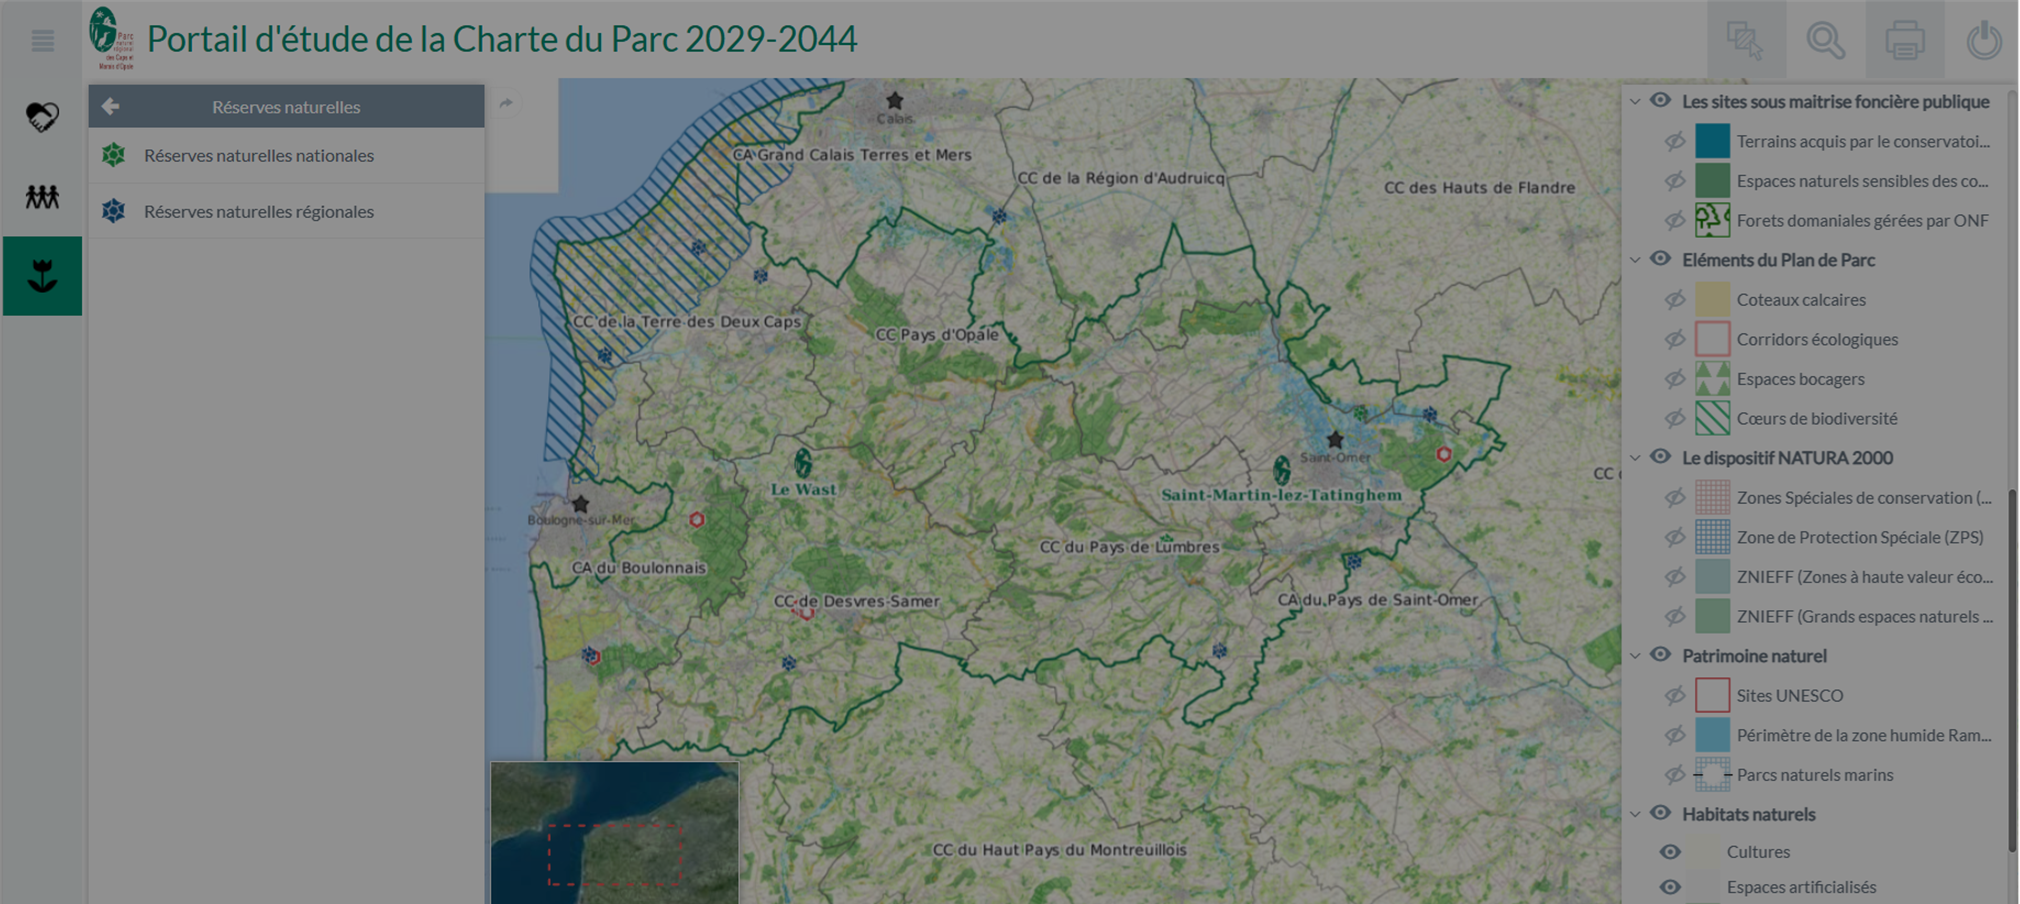 Parc
naturel
régional
des Caps et
Marais d'Opale
Portail d'étude de la Charte du Parc 2029-2044
Réserves naturelles
Réserves naturelles nationales
Réserves naturelles régionales
Calais
CA Grand Calais Terres et Mers
CC de la Région d'Audruicq
CC des Hauts de Flandre
CC de la Terre des Deux Caps
CC Pays d'Opale
Saint-Omer
CC
Le Wast
Saint-Martin-lez-Tatinghem
Boulogne-sur-Mer
CC du Pays de Lumbres
CA du Boulonnais
CC de Desvres-Samer
CA du Pays de Saint-Omer
CC du Haut Pays du Montreuillois
Les sites sous maitrise foncière publique
Terrains acquis par le conservatoi...
Espaces naturels sensibles des co...
Forets domaniales gérées par ONF
Eléments du Plan de Parc
Coteaux calcaires
Corridors écologiques
Espaces bocagers
Cœurs de biodiversité
Le dispositif NATURA 2000
Zones Spéciales de conservation (...
Zone de Protection Spéciale (ZPS)
ZNIEFF (Zones à haute valeur éco...
ZNIEFF (Grands espaces naturels ...
Patrimoine naturel
Sites UNESCO
Périmètre de la zone humide Ram...
Parcs naturels marins
Habitats naturels
Cultures
Espaces artificialisés